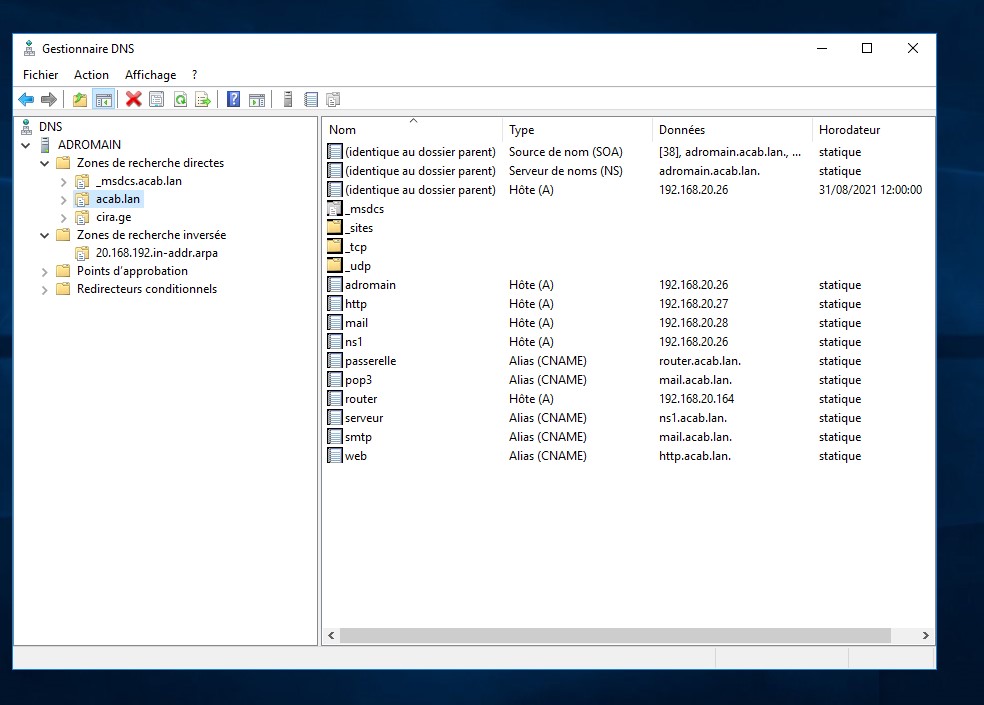 Gestionnaire DNS
Fichier Action Affichage ?
DNS
ADROMAIN
Zones de recherche directes
_msdcs.acab.lan
acab.lan
cira.ge
Zones de recherche inversée
20.168.192.in-addr.arpa
Points d'approbation
Redirecteurs conditionnels
Nom Type Données Horodateur
(identique au dossier parent) Source de nom (SOA) [38], adromain.acab.lan., ... statique
(identique au dossier parent) Serveur de noms (NS) adromain.acab.lan. statique
(identique au dossier parent) Hôte (A) 192.168.20.26 31/08/2021 12:00:00
_msdcs
_sites
_tcp
_udp
adromain Hôte (A) 192.168.20.26 statique
http Hôte (A) 192.168.20.27 statique
mail Hôte (A) 192.168.20.28 statique
ns1 Hôte (A) 192.168.20.26 statique
passerelle Alias (CNAME) router.acab.lan. statique
pop3 Alias (CNAME) mail.acab.lan. statique
router Hôte (A) 192.168.20.164 statique
serveur Alias (CNAME) ns1.acab.lan. statique
smtp Alias (CNAME) mail.acab.lan. statique
web Alias (CNAME) http.acab.lan. statique